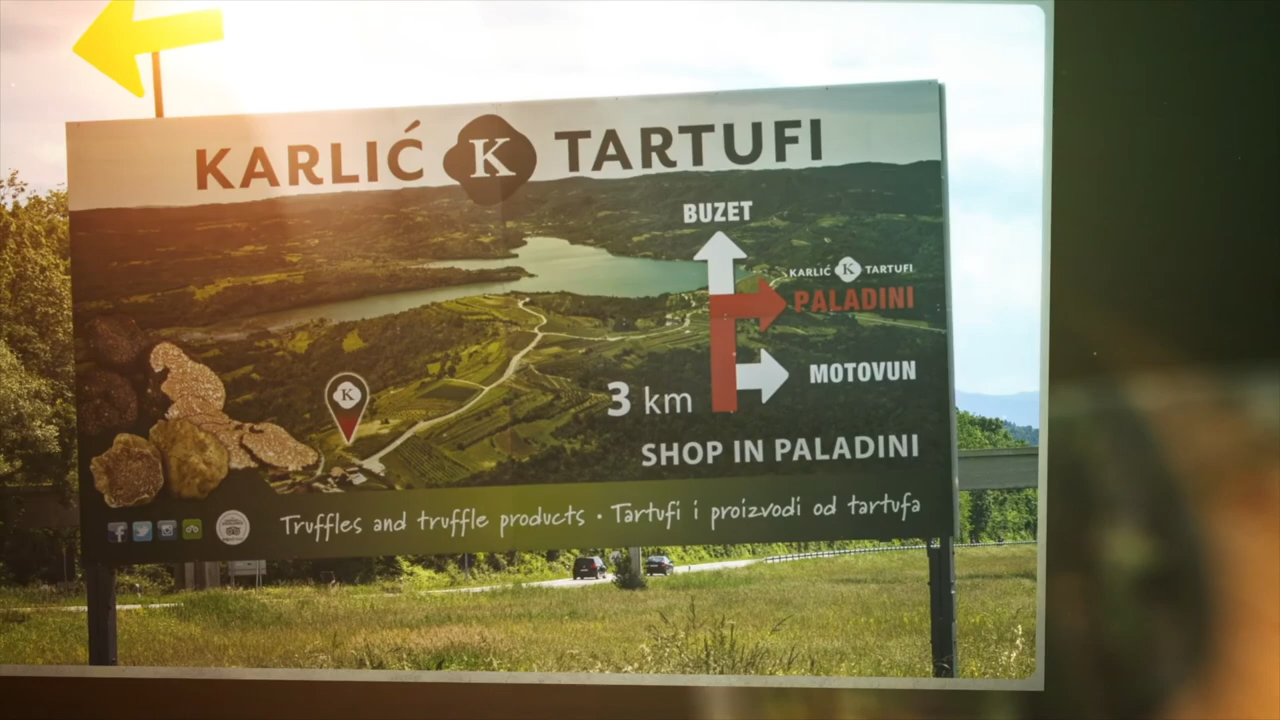 KARLIĆ K TARTUFI
BUZET
KARLIĆ K TARTUFI
PALADINI
MOTOVUN
K
3 km
SHOP IN PALADINI
Truffles and truffle products • Tartufi i proizvodi od tartufa